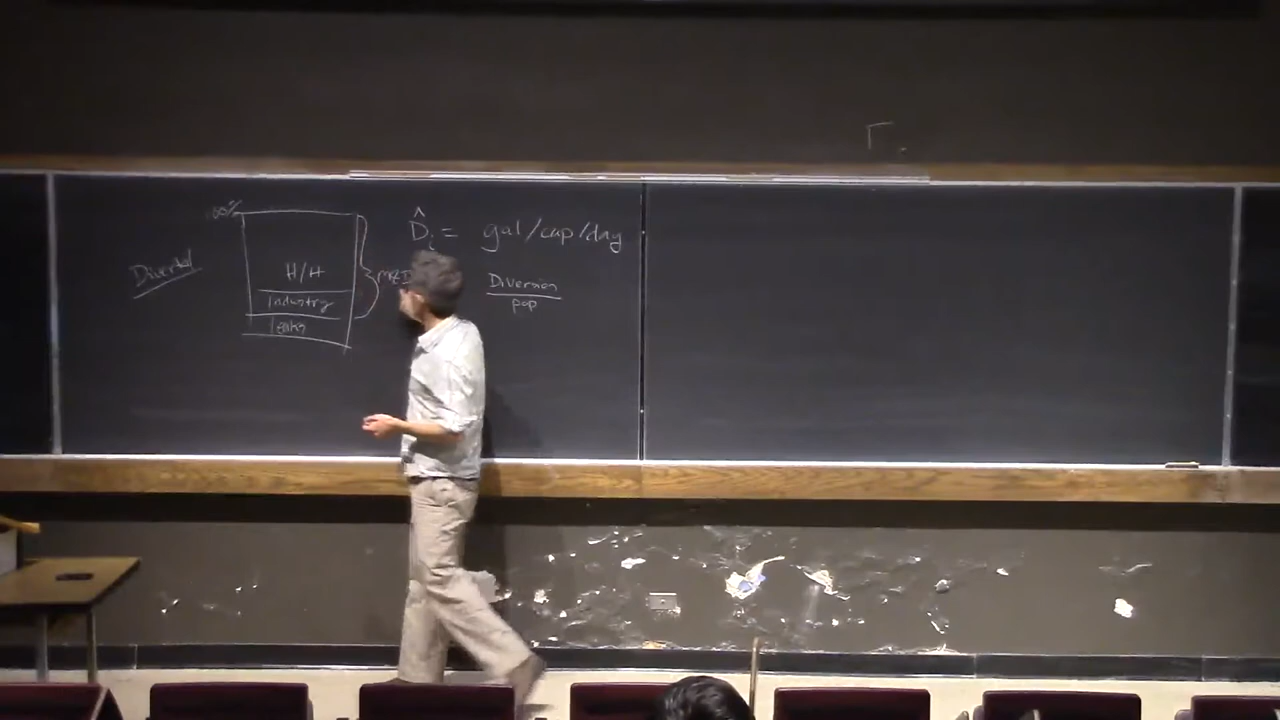 100%
Diverted
H/H
Industry
leaks
D̂i = gal/cap/day
Diversion
pop